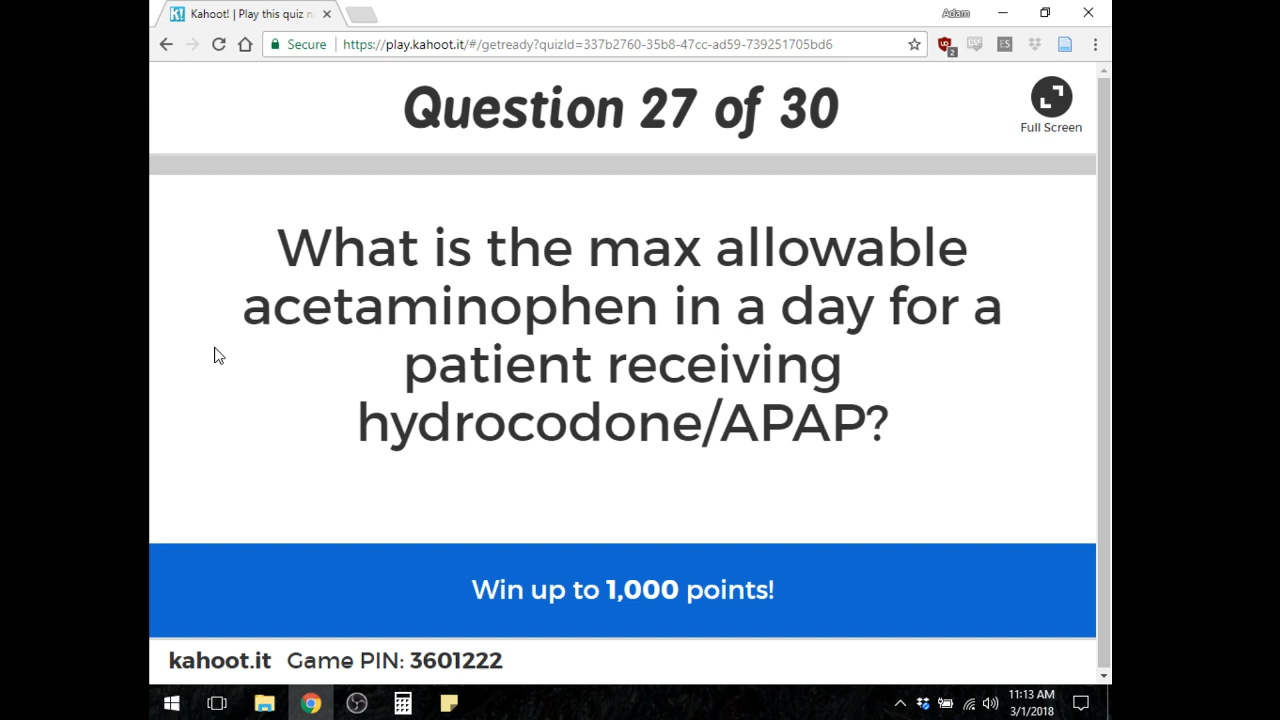 Kahoot! | Play this quiz n
Adam
Secure
https://play.kahoot.it/#/getready?quizId=337b2760-35b8-47cc-ad59-739251705bd6
2
ES
Question 27 of 30
Full Screen
What is the max allowable
acetaminophen in a day for a
patient receiving
hydrocodone/APAP?
Win up to 1,000 points!
kahoot.it Game PIN: 3601222
11:13 AM
3/1/2018